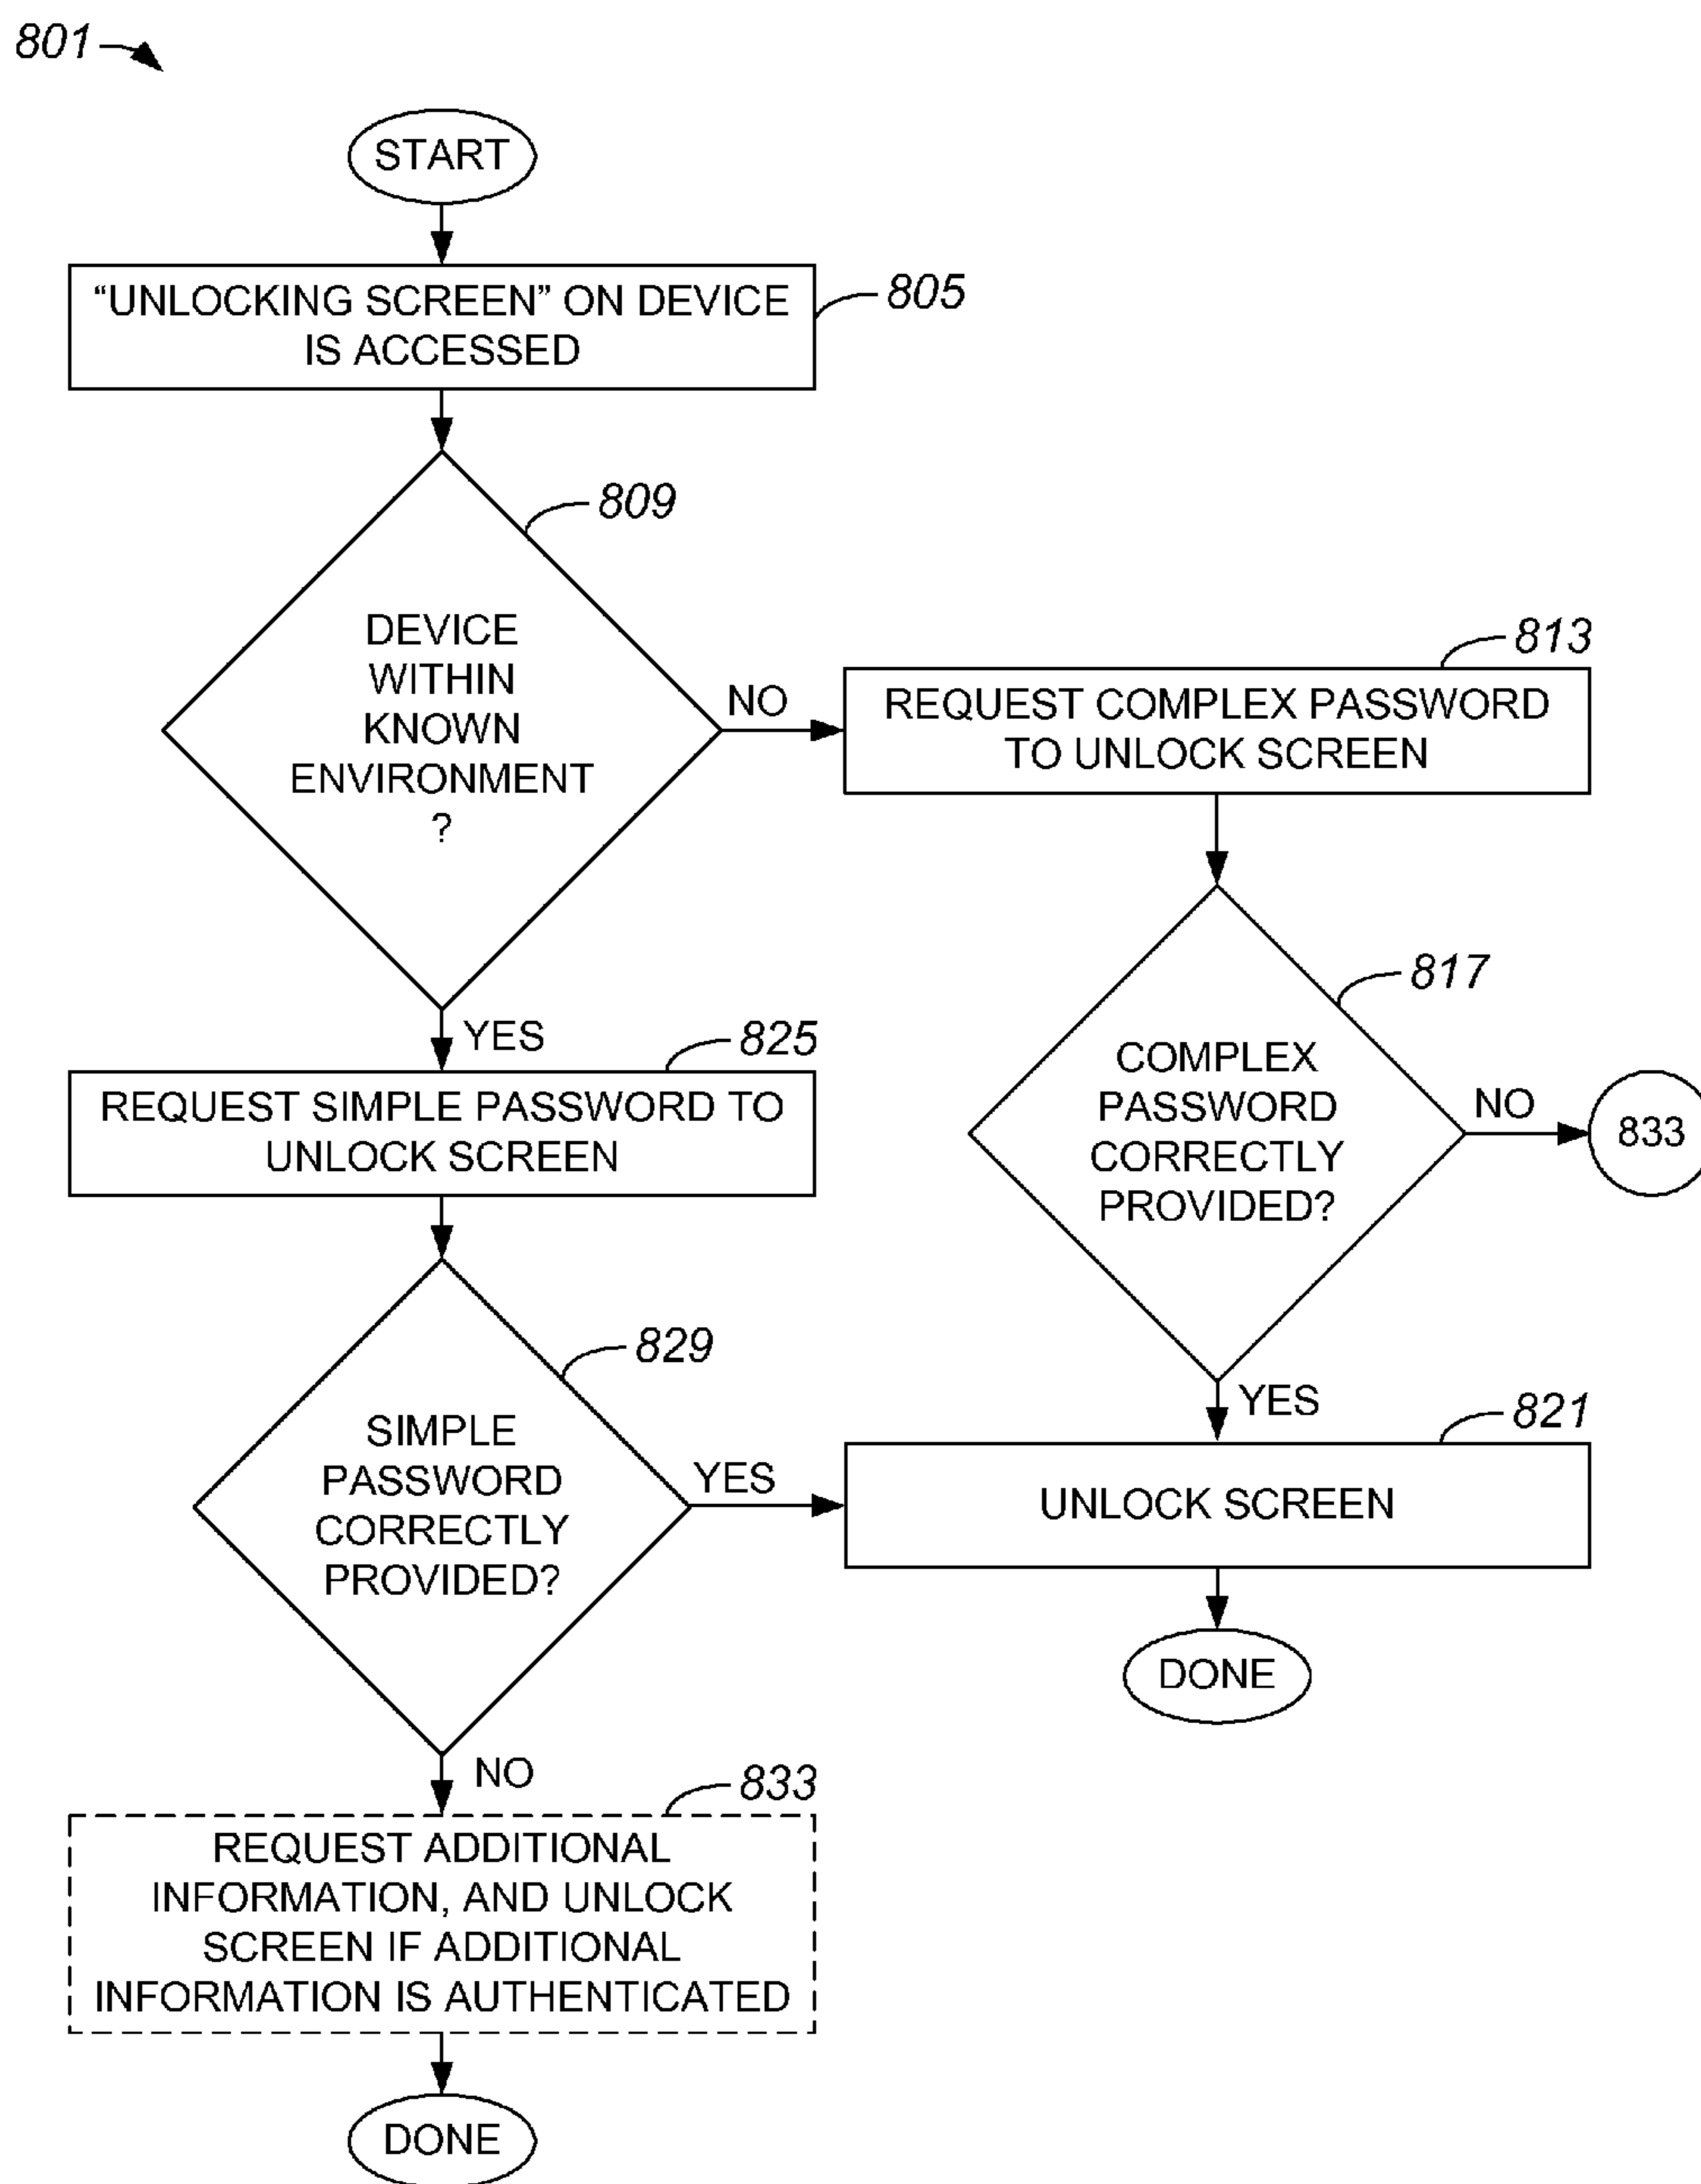 801
START
“UNLOCKING SCREEN” ON DEVICE
IS ACCESSED
805
809
DEVICE
WITHIN
KNOWN
ENVIRONMENT
?
NO
813
REQUEST COMPLEX PASSWORD
TO UNLOCK SCREEN
817
COMPLEX
PASSWORD
CORRECTLY
PROVIDED?
NO
833
YES
825
REQUEST SIMPLE PASSWORD TO
UNLOCK SCREEN
829
SIMPLE
PASSWORD
CORRECTLY
PROVIDED?
YES
YES
821
UNLOCK SCREEN
DONE
NO
833
REQUEST ADDITIONAL
INFORMATION, AND UNLOCK
SCREEN IF ADDITIONAL
INFORMATION IS AUTHENTICATED
DONE